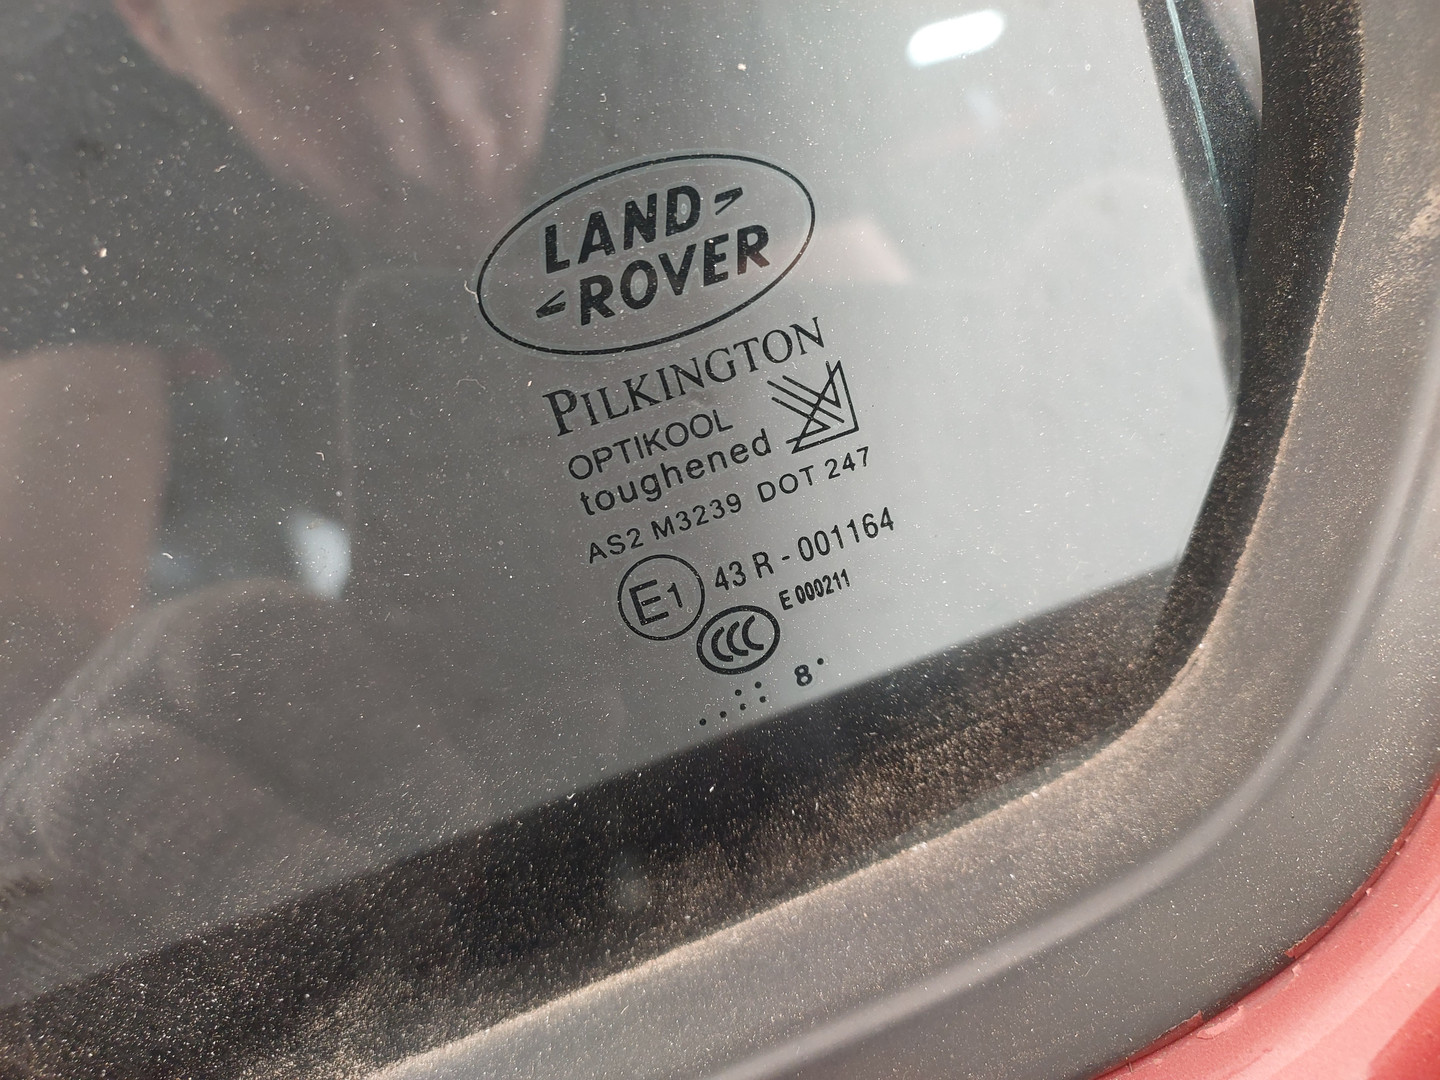 LAND
ROVER
PILKINGTON
OPTIKOOL
toughened
AS2 M3239 DOT 247
E1 43 R - 001164
E 000211
CCC
8